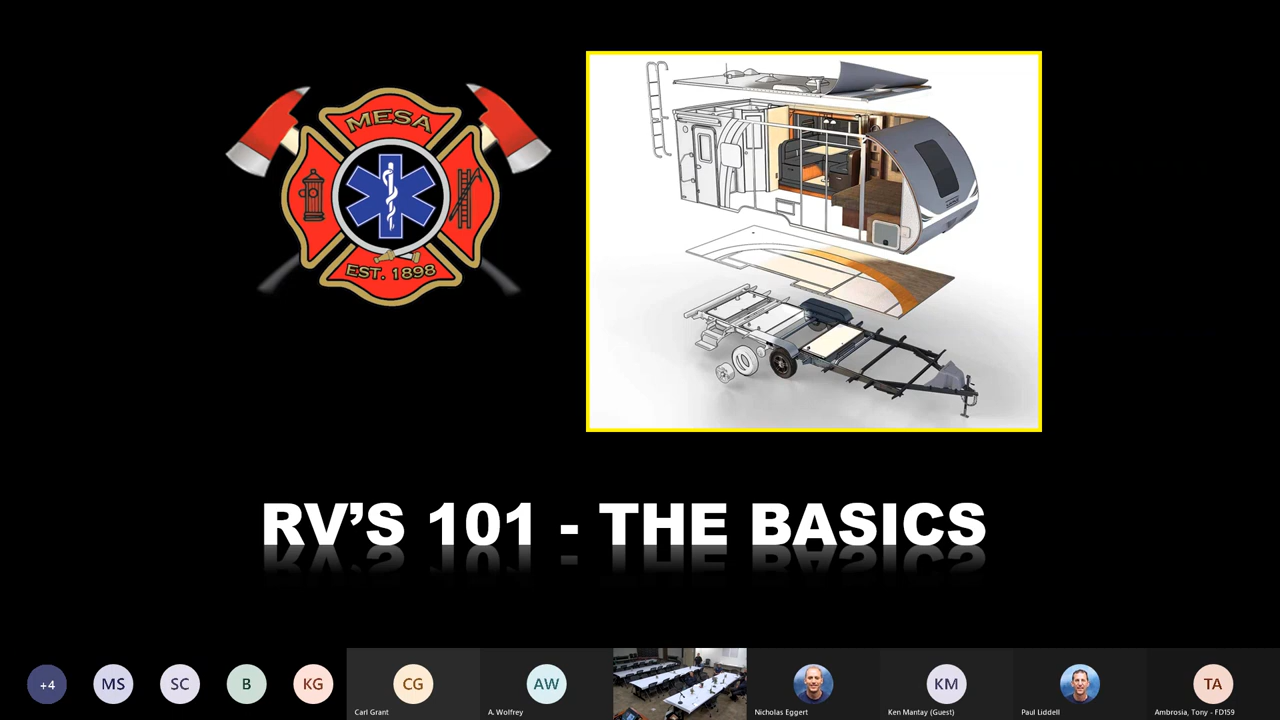 MESA
EST. 1898
RV'S 101 - THE BASICS
+4
MS
SC
B
KG
CG
AW
KM
TA
Carl Grant
A. Wolfrey
Nicholas Eggert
Ken Mantay (Guest)
Paul Liddell
Ambrosia, Tony - FD1S9